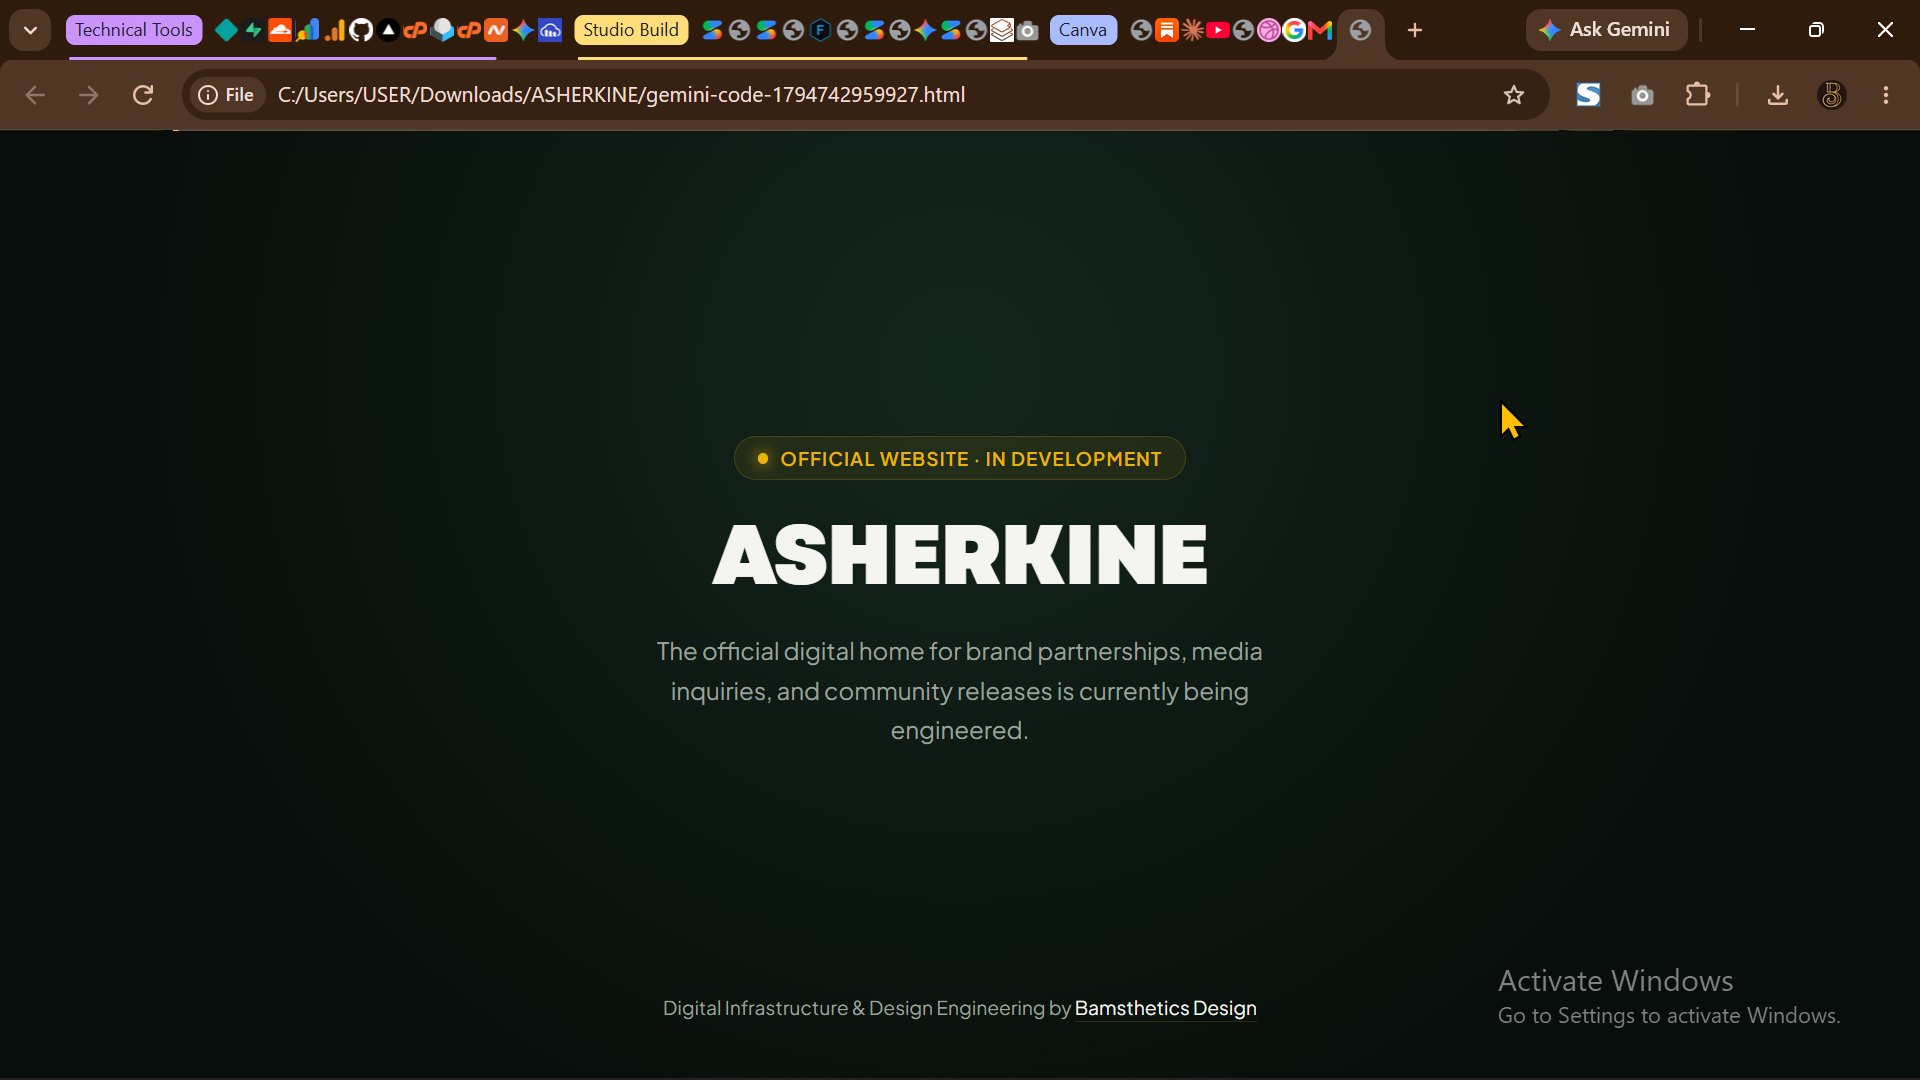 Technical Tools
Studio Build
Canva
Ask Gemini
File
C:/Users/USER/Downloads/ASHERKINE/gemini-code-1794742959927.html
OFFICIAL WEBSITE · IN DEVELOPMENT
ASHERKINE
The official digital home for brand partnerships, media
inquiries, and community releases is currently being
engineered.
Digital Infrastructure & Design Engineering by Bamsthetics Design
Activate Windows
Go to Settings to activate Windows.